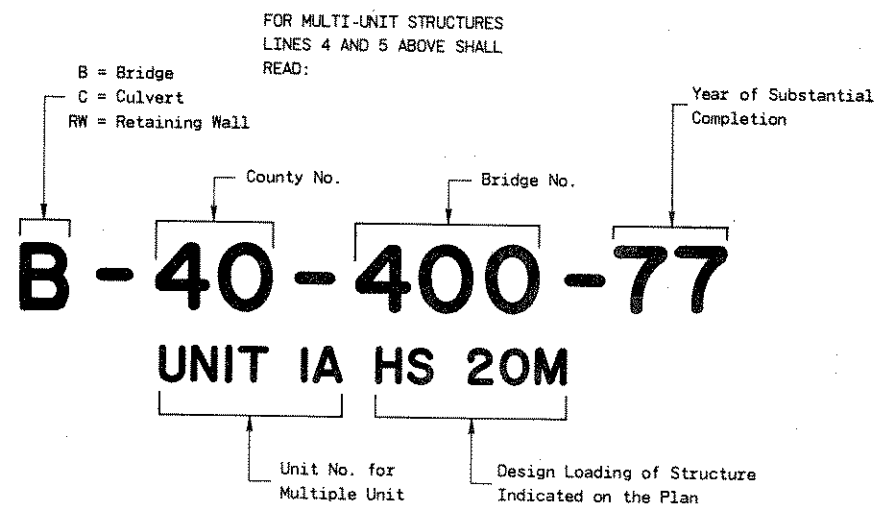 FOR MULTI-UNIT STRUCTURES
LINES 4 AND 5 ABOVE SHALL
READ:
B = Bridge
C = Culvert
RW = Retaining Wall
Year of Substantial
Completion
County No.
Bridge No.
B-40-400-77
UNIT 1A HS 20M
Unit No. for
Multiple Unit
Design Loading of Structure
Indicated on the Plan